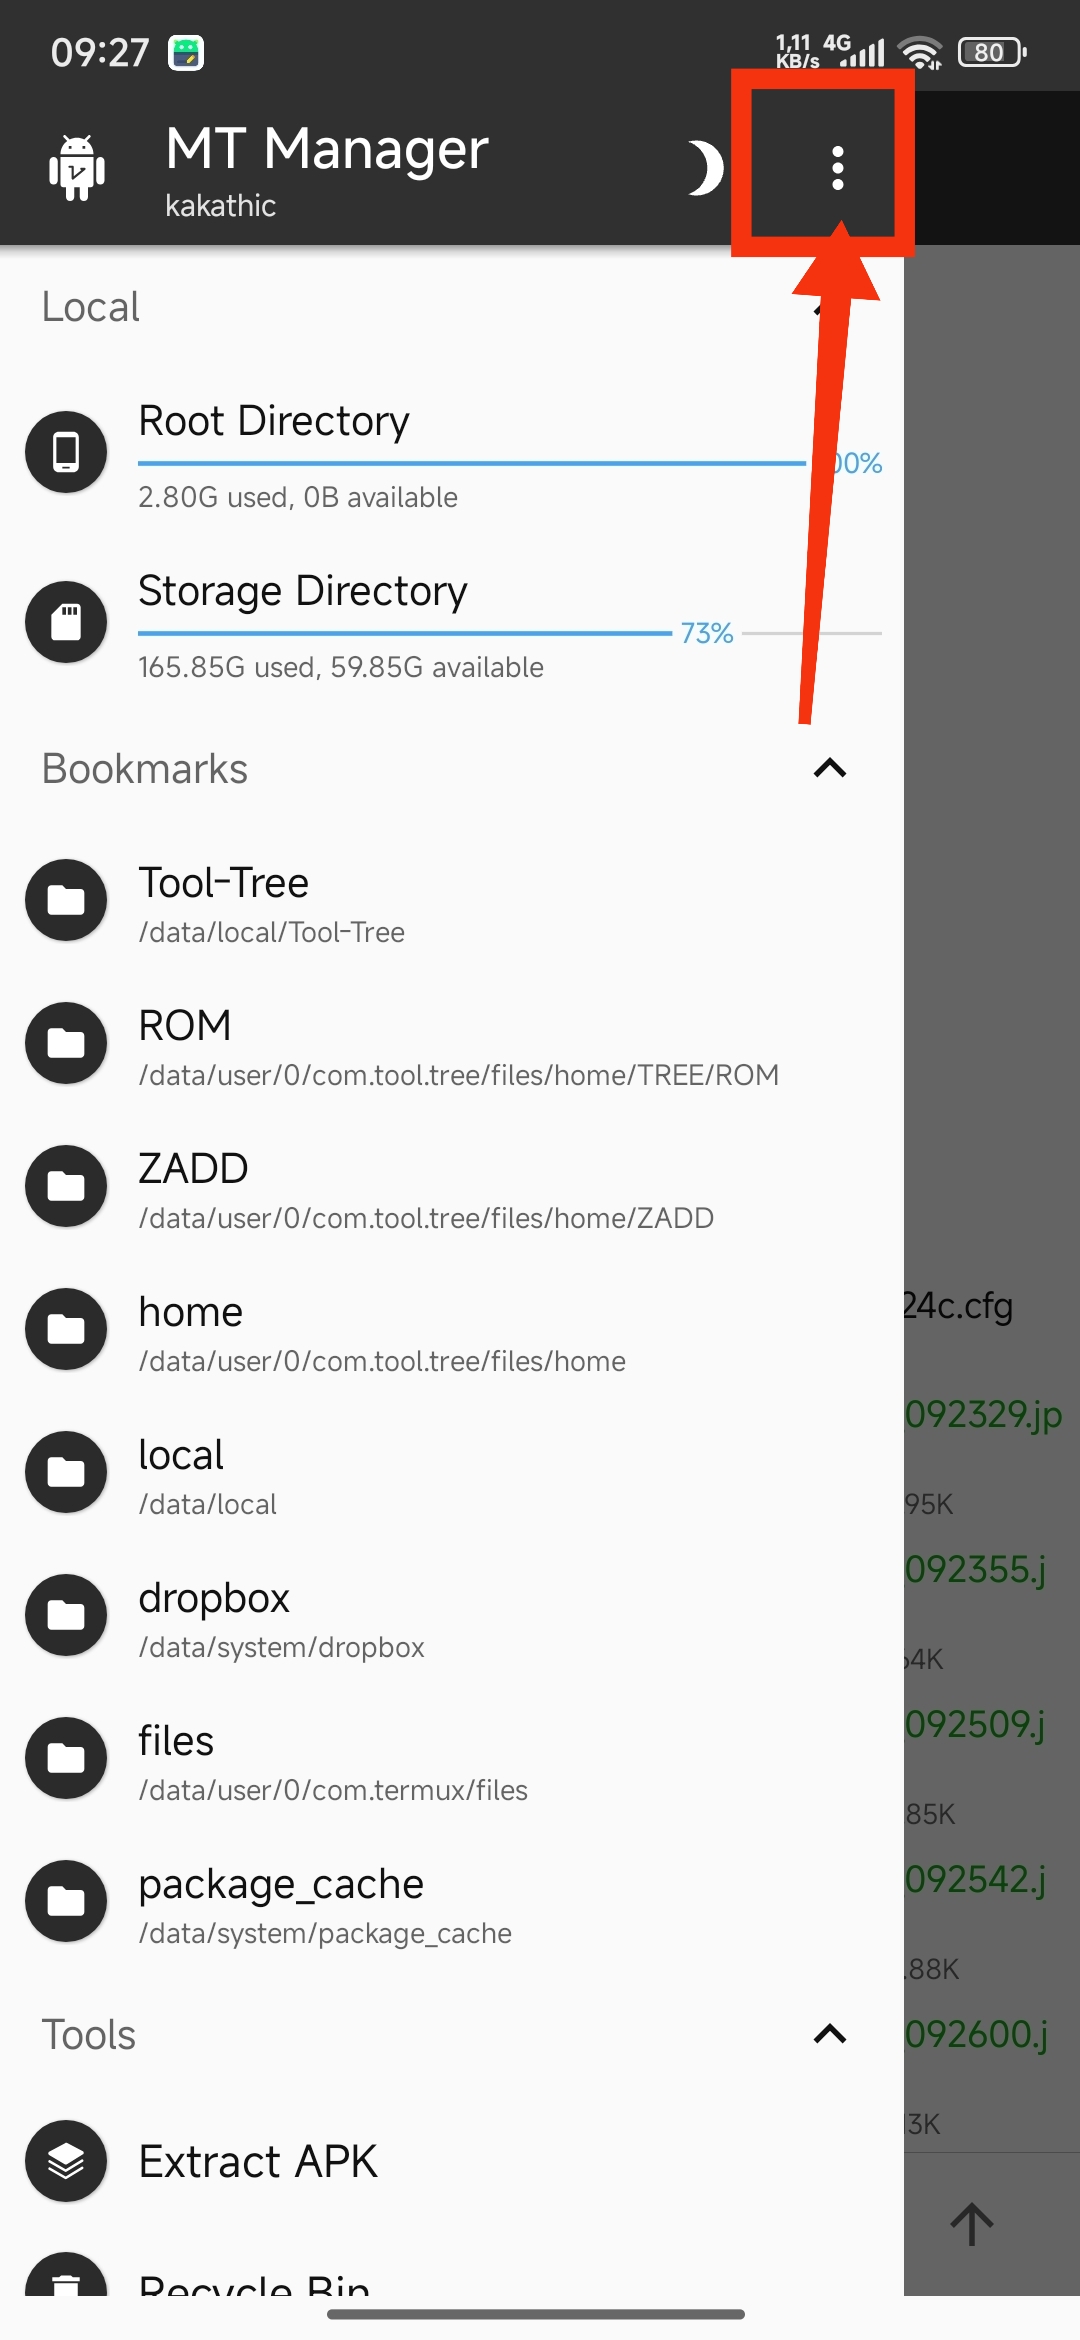 09:27
1,11
KB/s
4G
80
MT Manager
kakathic
Local
Root Directory
00%
2.80G used, 0B available
Storage Directory
73%
165.85G used, 59.85G available
Bookmarks
Tool-Tree
/data/local/Tool-Tree
ROM
/data/user/0/com.tool.tree/files/home/TREE/ROM
ZADD
/data/user/0/com.tool.tree/files/home/ZADD
home
/data/user/0/com.tool.tree/files/home
24c.cfg
092329.jp
local
/data/local
95K
092355.j
dropbox
/data/system/dropbox
64K
092509.j
files
/data/user/0/com.termux/files
85K
092542.j
package_cache
/data/system/package_cache
.88K
Tools
092600.j
3K
Extract APK
Recycle Bin